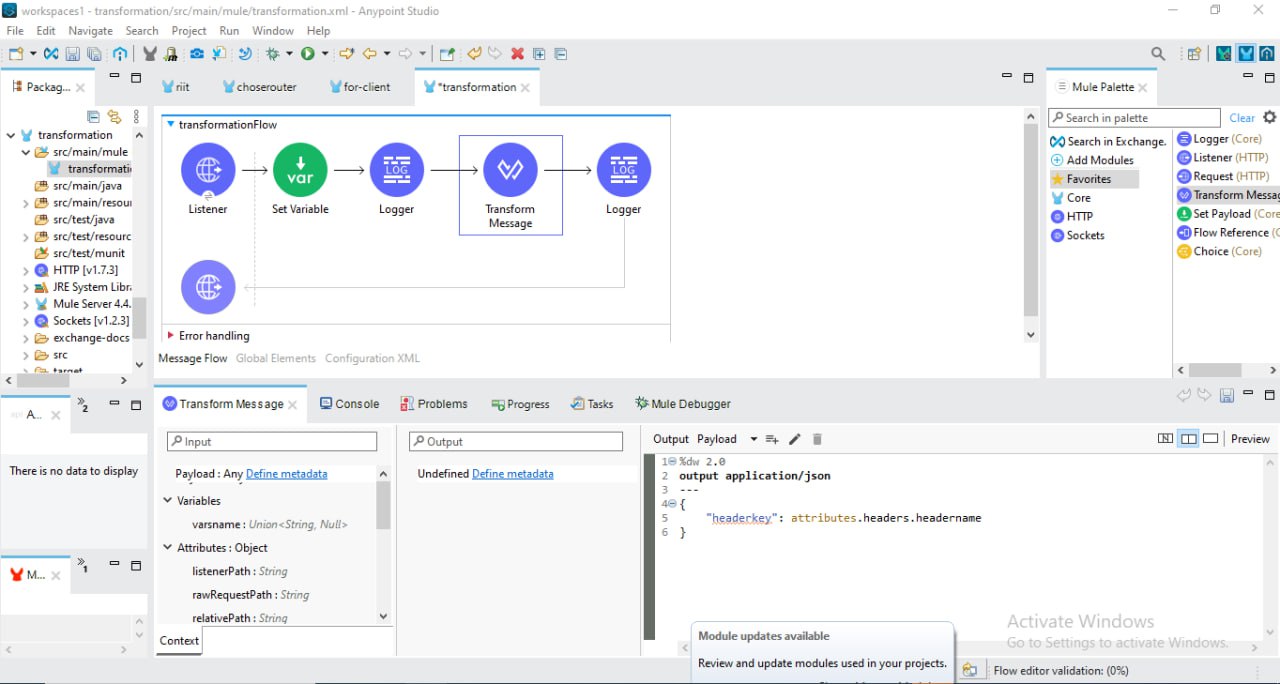 workspaces1 - transformation/src/main/mule/transformation.xml - Anypoint Studio
File Edit Navigate Search Project Run Window Help
Packag...
riit
choserouter
for-client
*transformation
Mule Palette
transformation
src/main/mule
transformati
src/main/java
src/main/resou
src/test/java
src/test/resourc
src/test/munit
HTTP [v1.7.3]
JRE System Libr
Mule Server 4.4.
Sockets [v1.2.3]
exchange-docs
src
target
transformationFlow
var
LOG
LOG
Listener
Set Variable
Logger
Transform
Message
Logger
Error handling
Message Flow Global Elements Configuration XML
Search in palette
Clear
Search in Exchange.
Add Modules
Favorites
Core
HTTP
Sockets
Logger (Core)
Listener (HTTP)
Request (HTTP)
Transform Messag
Set Payload (Core
Flow Reference (C
Choice (Core)
A...
2
There is no data to display
M...
1
Transform Message
Console
Problems
Progress
Tasks
Mule Debugger
Input
Payload : Any Define metadata
Variables
varsname : Union<String, Null>
Attributes : Object
listenerPath : String
rawRequestPath : String
relativePath : String
Context
Output
Undefined Define metadata
Output Payload
Preview
1 %dw 2.0
2 output application/json
3 ---
4 {
5 "headerkey": attributes.headers.headername
6 }
Activate Windows
Go to Settings to activate Windows.
Module updates available
Review and update modules used in your projects.
Flow editor validation: (0%)